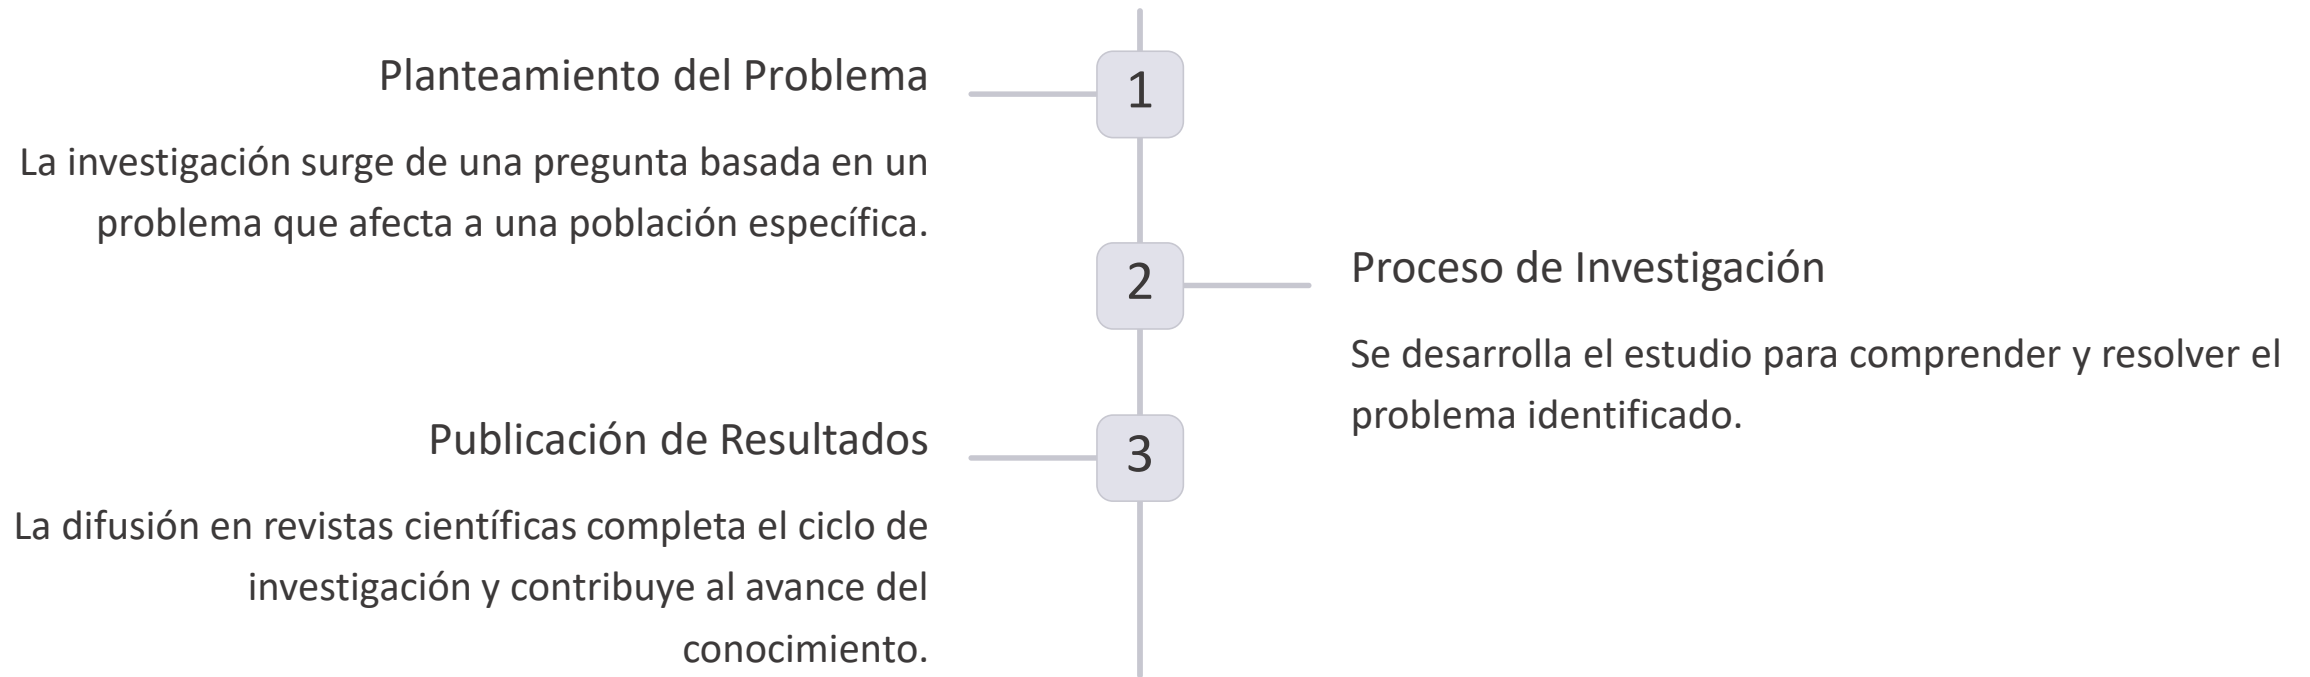 1
Planteamiento del Problema
La investigación surge de una pregunta basada en un
problema que afecta a una población específica.
2
Proceso de Investigación
Se desarrolla el estudio para comprender y resolver el
problema identificado.
3
Publicación de Resultados
La difusión en revistas científicas completa el ciclo de
investigación y contribuye al avance del
conocimiento.